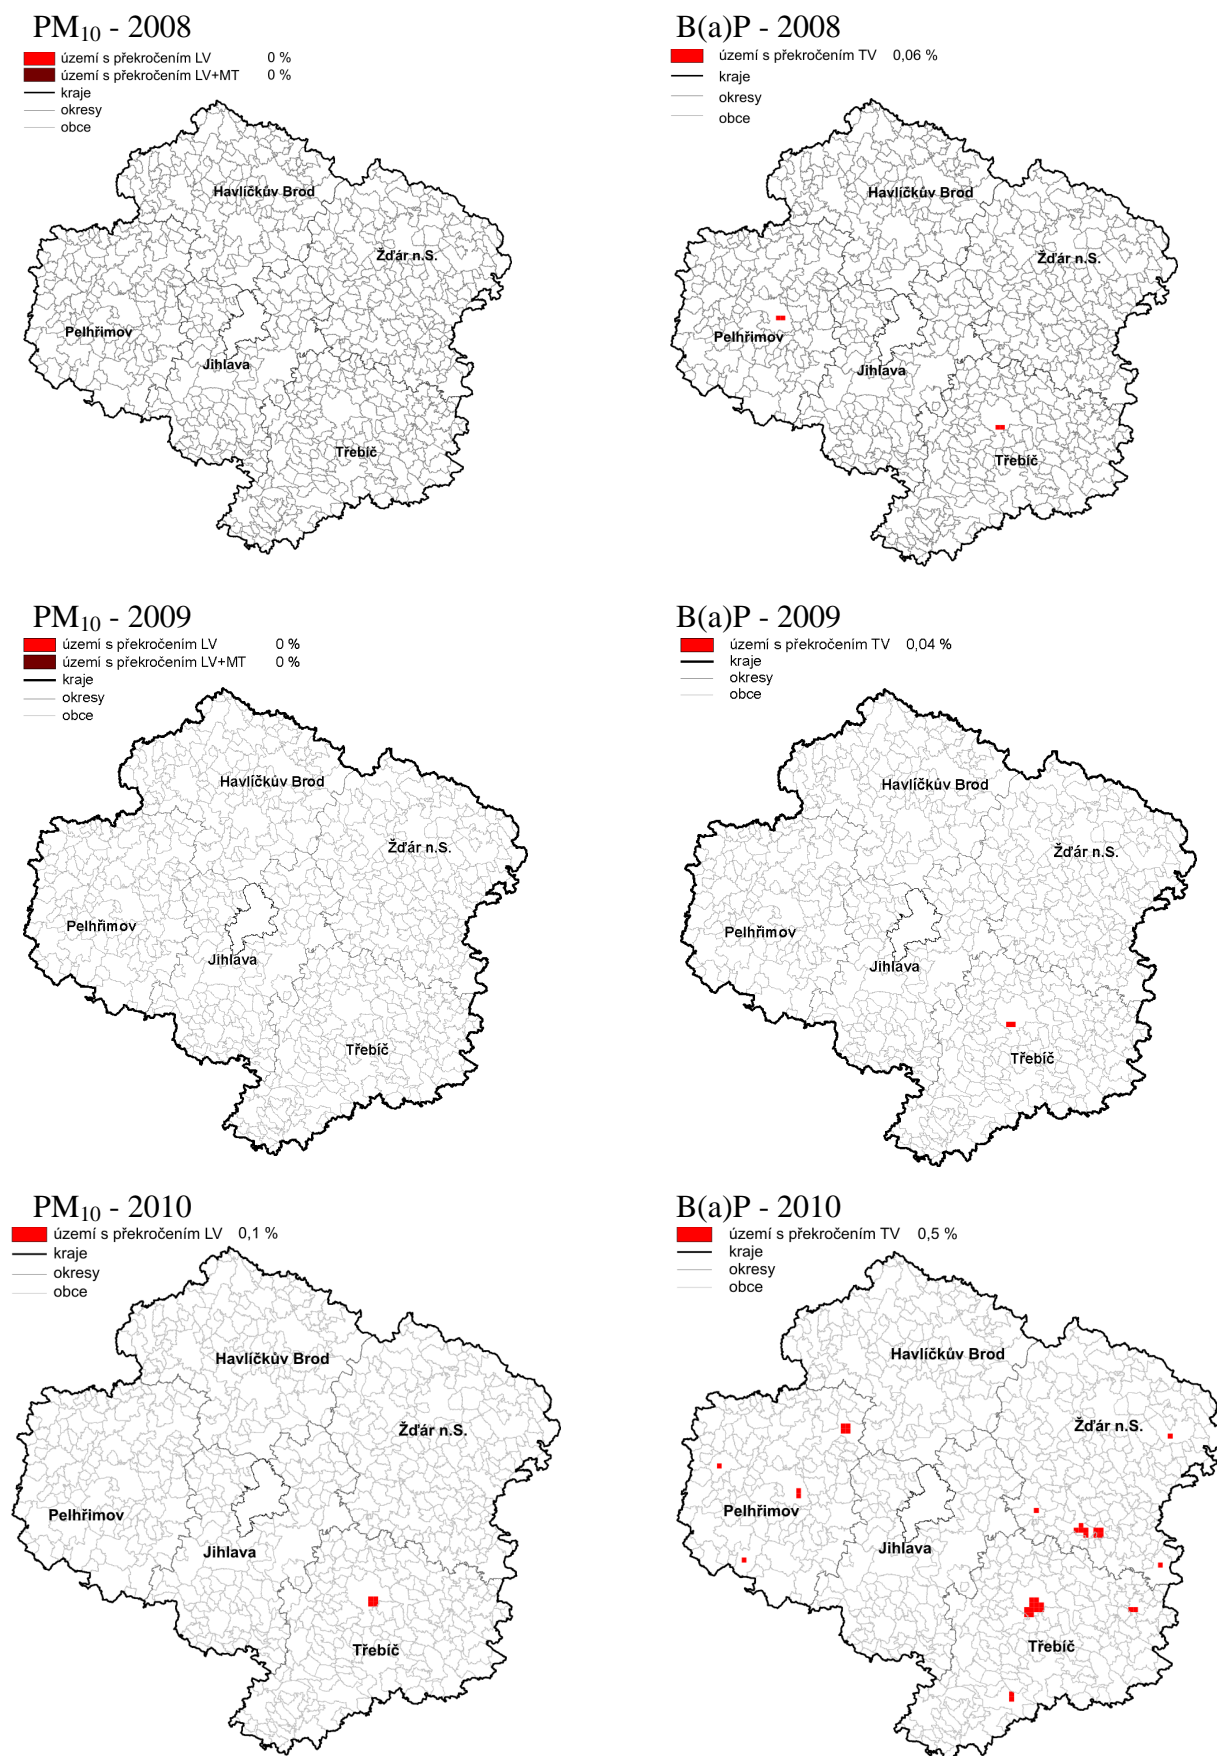 PM10 - 2008
území s překročením LV 0 %
území s překročením LV+MT 0 %
kraje
okresy
obce
Havlíčkův Brod
Žďár n.S.
Pelhřimov
Jihlava
Třebíč
B(a)P - 2008
území s překročením TV 0,06 %
kraje
okresy
obce
Havlíčkův Brod
Žďár n.S.
Pelhřimov
Jihlava
Třebíč
PM10 - 2009
území s překročením LV 0 %
území s překročením LV+MT 0 %
kraje
okresy
obce
Havlíčkův Brod
Žďár n.S.
Pelhřimov
Jihlava
Třebíč
B(a)P - 2009
území s překročením TV 0,04 %
kraje
okresy
obce
Havlíčkův Brod
Žďár n.S.
Pelhřimov
Jihlava
Třebíč
PM10 - 2010
území s překročením LV 0,1 %
kraje
okresy
obce
Havlíčkův Brod
Žďár n.S.
Pelhřimov
Jihlava
Třebíč
B(a)P - 2010
území s překročením TV 0,5 %
kraje
okresy
obce
Havlíčkův Brod
Žďár n.S.
Pelhřimov
Jihlava
Třebíč